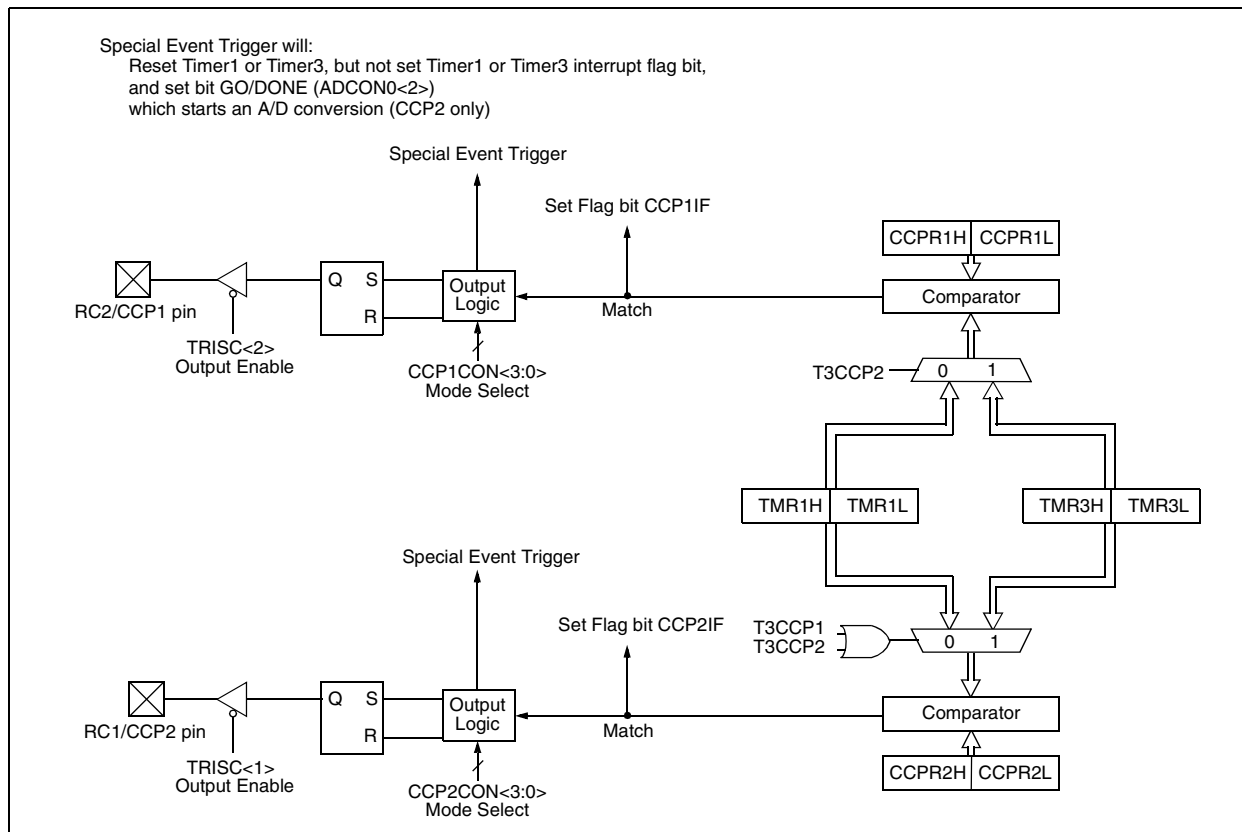 Special Event Trigger will:
Reset Timer1 or Timer3, but not set Timer1 or Timer3 interrupt flag bit,
and set bit GO/DONE (ADCON0<2>)
which starts an A/D conversion (CCP2 only)
Special Event Trigger
Set Flag bit CCP1IF
CCPR1H CCPR1L
Q S
R
Output
Logic
Comparator
Match
RC2/CCP1 pin
TRISC<2>
Output Enable
CCP1CON<3:0>
Mode Select
T3CCP2
0 1
TMR1H TMR1L
TMR3H TMR3L
Special Event Trigger
Set Flag bit CCP2IF
T3CCP1
T3CCP2
0 1
Q S
R
Output
Logic
Comparator
Match
RC1/CCP2 pin
TRISC<1>
Output Enable
CCP2CON<3:0>
Mode Select
CCPR2H CCPR2L